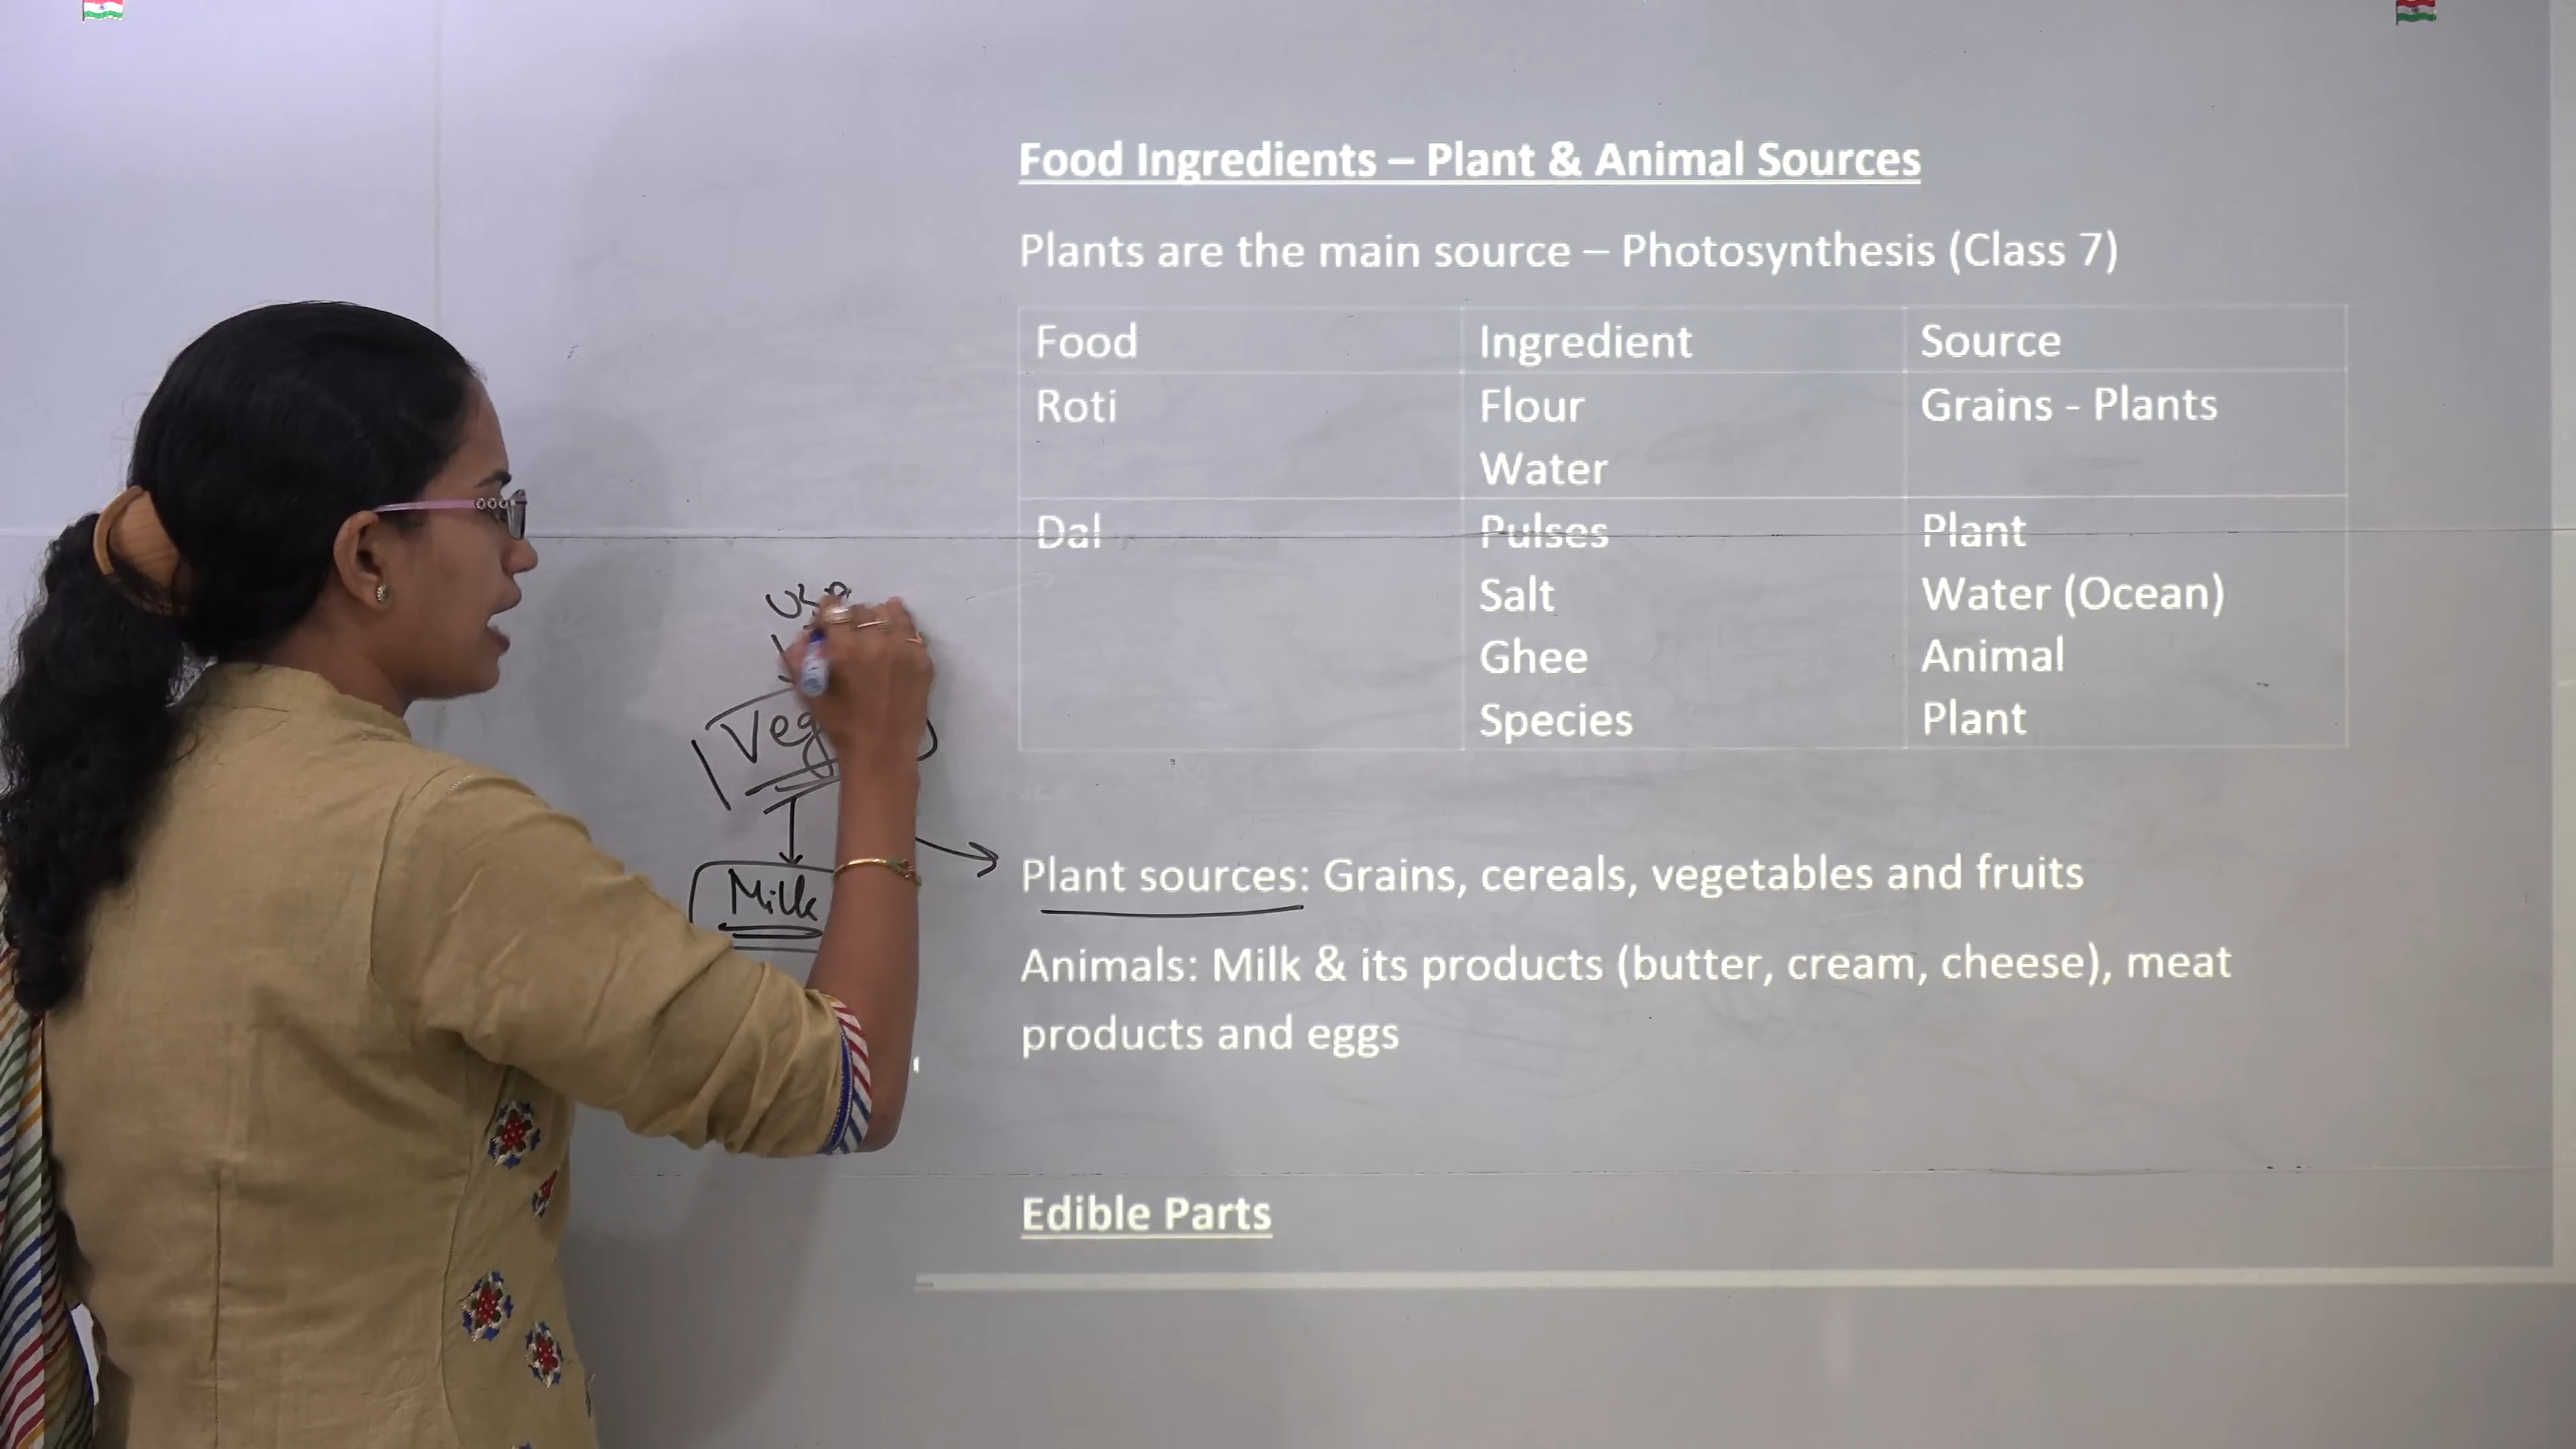 Food Ingredients – Plant & Animal Sources
Plants are the main source – Photosynthesis (Class 7)
Food Ingredient Source
Roti Flour Grains - Plants
Water
Dal Pulses Plant
Salt Water (Ocean)
Ghee Animal
Species Plant
Milk
Plant sources: Grains, cereals, vegetables and fruits
Animals: Milk & its products (butter, cream, cheese), meat
products and eggs
Edible Parts